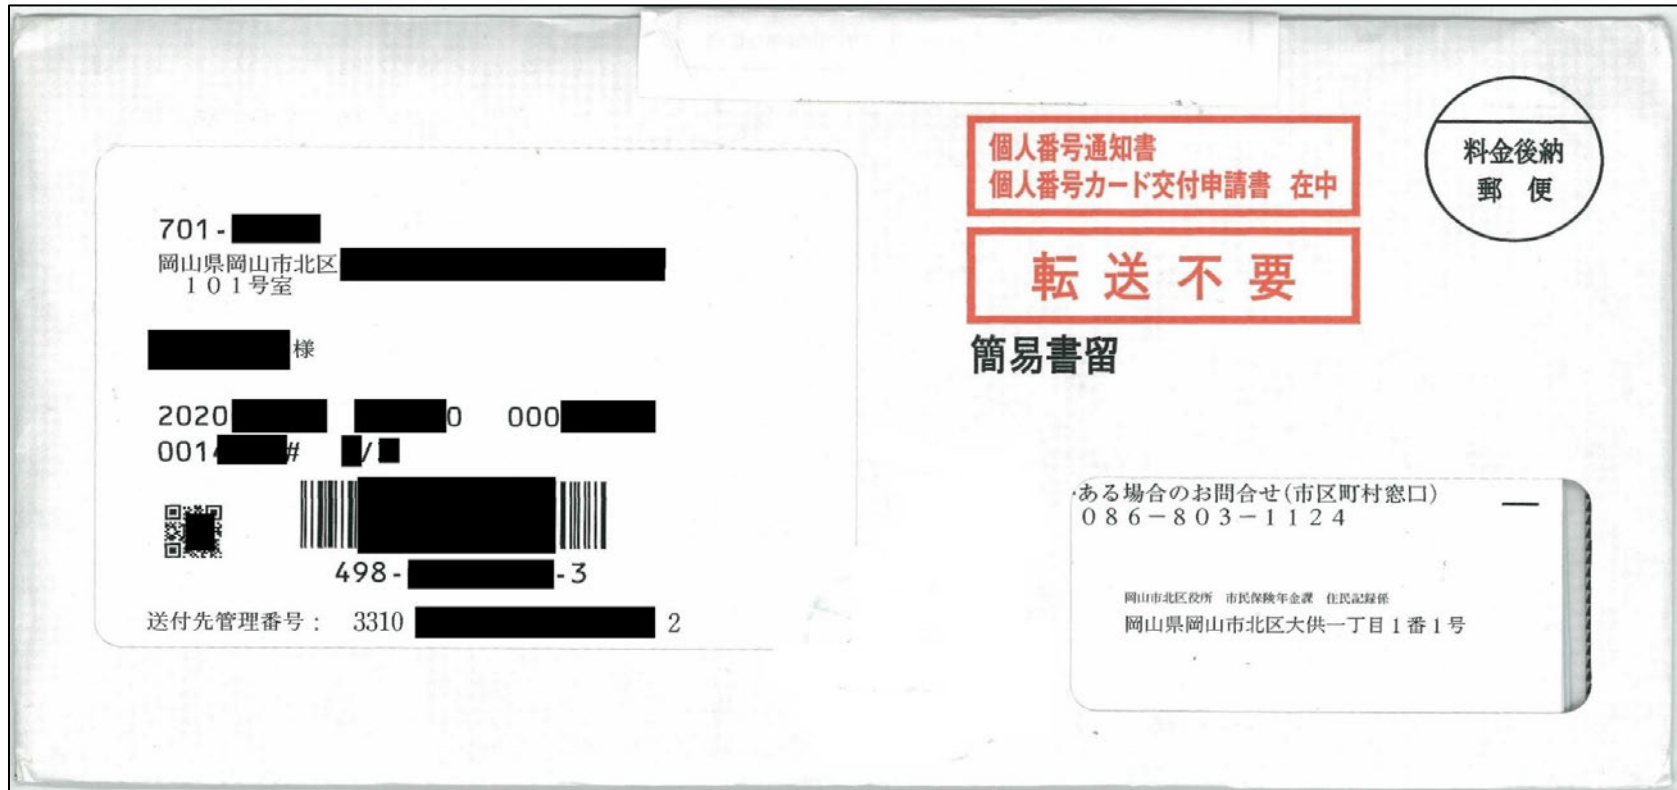 701-
岡山県岡山市北区
101号室
様
2020 0 000
001 # /
498- -3
送付先管理番号: 3310 2
個人番号通知書
個人番号カード交付申請書 在中
転送不要
簡易書留
料金後納
郵便
ある場合のお問合せ(市区町村窓口)
086-803-1124
岡山市北区役所 市民保険年金課 住民記録係
岡山県岡山市北区大供一丁目1番1号